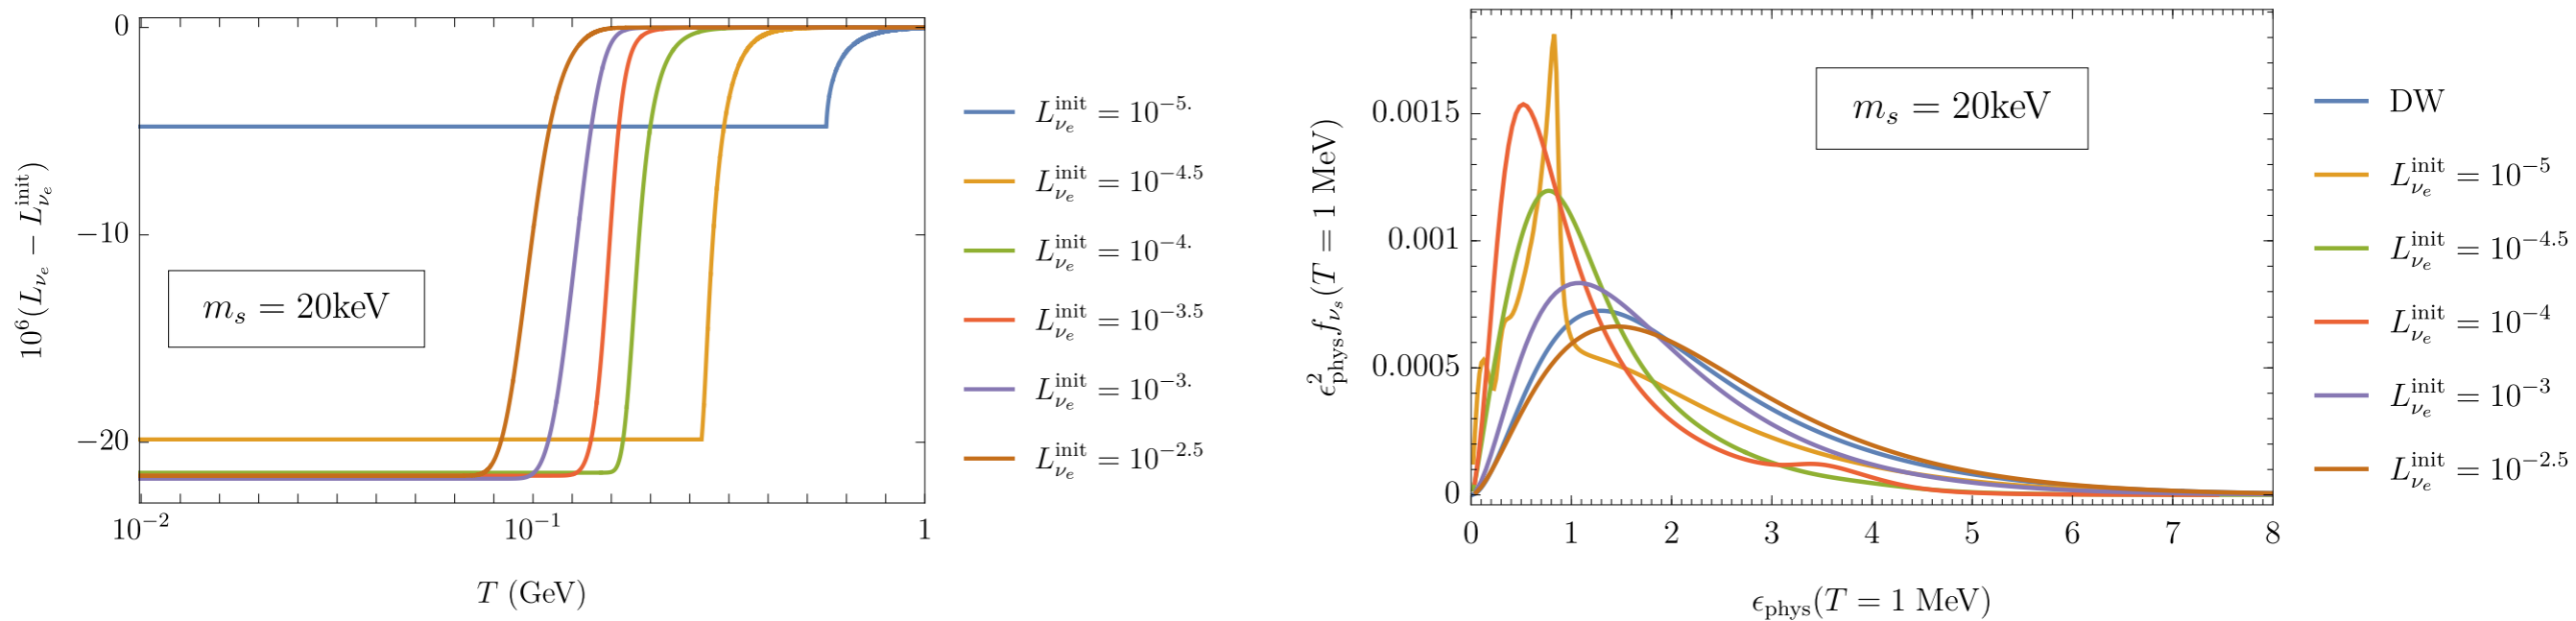 0
−10
−20
10⁶(L_{ν_e} − L_{ν_e}^{init})
m_s = 20keV
10⁻² 10⁻¹ 1
T (GeV)
L_{ν_e}^{init} = 10^{−5.}
L_{ν_e}^{init} = 10^{−4.5}
L_{ν_e}^{init} = 10^{−4.}
L_{ν_e}^{init} = 10^{−3.5}
L_{ν_e}^{init} = 10^{−3.}
L_{ν_e}^{init} = 10^{−2.5}
0.0015
0.001
0.0005
0
ϵ²_{phys} f_{ν_s}(T = 1 MeV)
m_s = 20keV
0 1 2 3 4 5 6 7 8
ϵ_{phys}(T = 1 MeV)
DW
L_{ν_e}^{init} = 10^{−5}
L_{ν_e}^{init} = 10^{−4.5}
L_{ν_e}^{init} = 10^{−4}
L_{ν_e}^{init} = 10^{−3}
L_{ν_e}^{init} = 10^{−2.5}